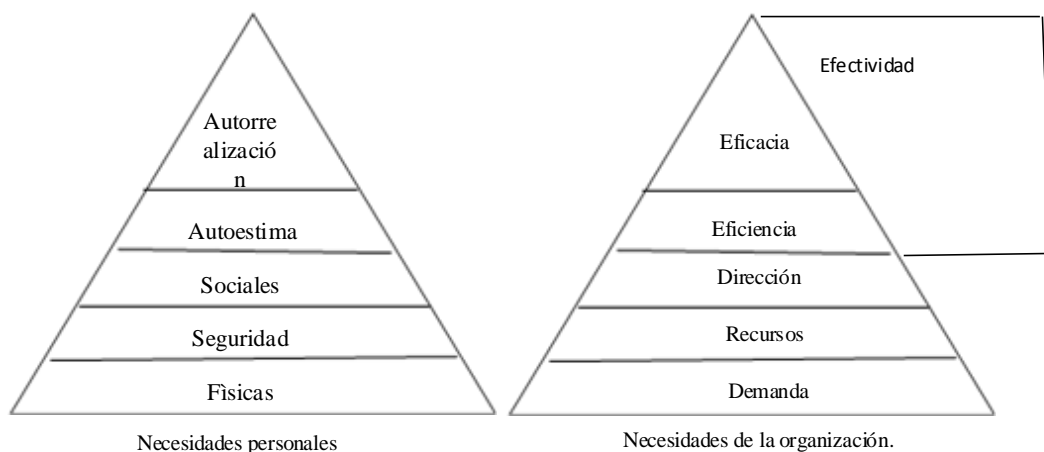 Autorre
alizació
n
Autoestima
Sociales
Seguridad
Fìsicas
Necesidades personales
Efectividad
Eficacia
Eficiencia
Dirección
Recursos
Demanda
Necesidades de la organización.